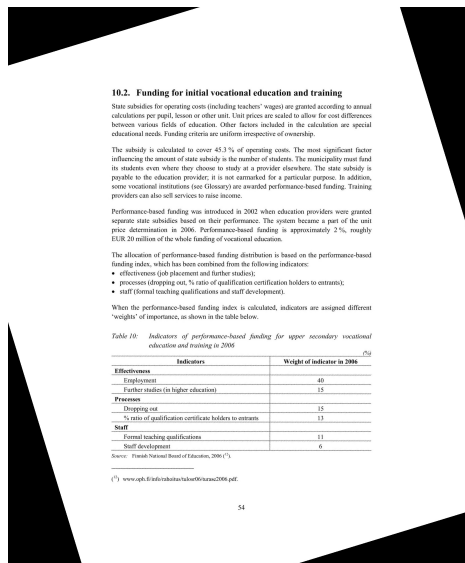 10.2. Funding for initial vocational education and training
State subsidies for operating costs (including teachers' wages) are granted according to annual
calculations per pupil, lesson or other unit. Unit prices are scaled to allow for cost differences
between various fields of education. Other factors included in the calculation are special
educational needs. Funding criteria are uniform irrespective of ownership.
The subsidy is calculated to cover 45.3 % of operating costs. The most significant factor
influencing the amount of state subsidy is the number of students. The municipality must fund
its students even where they choose to study at a provider elsewhere. The state subsidy is
payable to the education provider; it is not earmarked for a particular purpose. In addition,
some vocational institutions (see Glossary) are awarded performance-based funding. Training
providers can also sell services to raise income.
Performance-based funding was introduced in 2002 when education providers were granted
separate state subsidies based on their performance. The system became a part of the unit
price determination in 2006. Performance-based funding is approximately 2 %, roughly
EUR 20 million of the whole funding of vocational education.
The allocation of performance-based funding distribution is based on the performance-based
funding index, which has been combined from the following indicators:
• effectiveness (job placement and further studies);
• processes (dropping out, % ratio of qualification certificate holders to entrants);
• staff (formal teaching qualifications and staff development).
When the performance-based funding index is calculated, indicators are assigned different
'weights' of importance, as shown in the table below.
Table 10: Indicators of performance-based funding for upper secondary vocational
education and training in 2006
(%)
Indicators Weight of indicator in 2006
Effectiveness
Employment 40
Further studies (in higher education) 15
Processes
Dropping out 15
% ratio of qualification certificate holders to entrants 13
Staff
Formal teaching qualifications 11
Staff development 6
Source: Finnish National Board of Education, 2006 (¹²).
(¹²) www.oph.fi/info/rahoitus/tulosr06/turase2006.pdf.
54